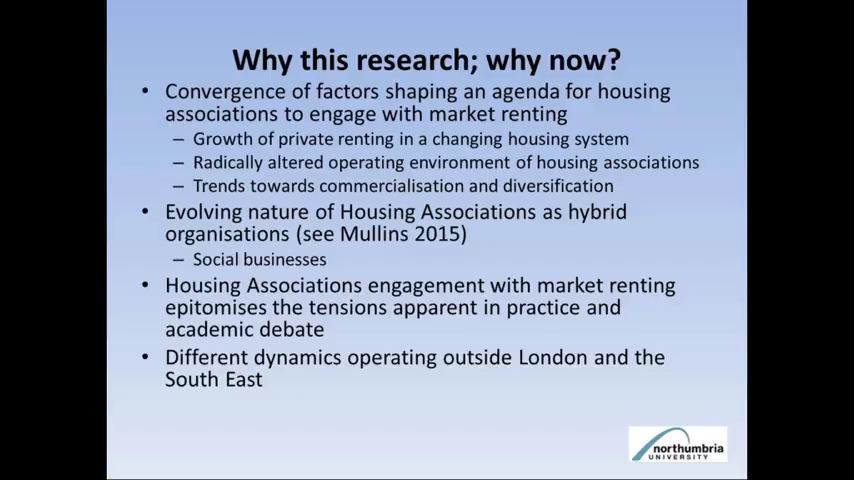 Why this research; why now?
• Convergence of factors shaping an agenda for housing
associations to engage with market renting
– Growth of private renting in a changing housing system
– Radically altered operating environment of housing associations
– Trends towards commercialisation and diversification
• Evolving nature of Housing Associations as hybrid
organisations (see Mullins 2015)
– Social businesses
• Housing Associations engagement with market renting
epitomises the tensions apparent in practice and
academic debate
• Different dynamics operating outside London and the
South East
northumbria
UNIVERSITY